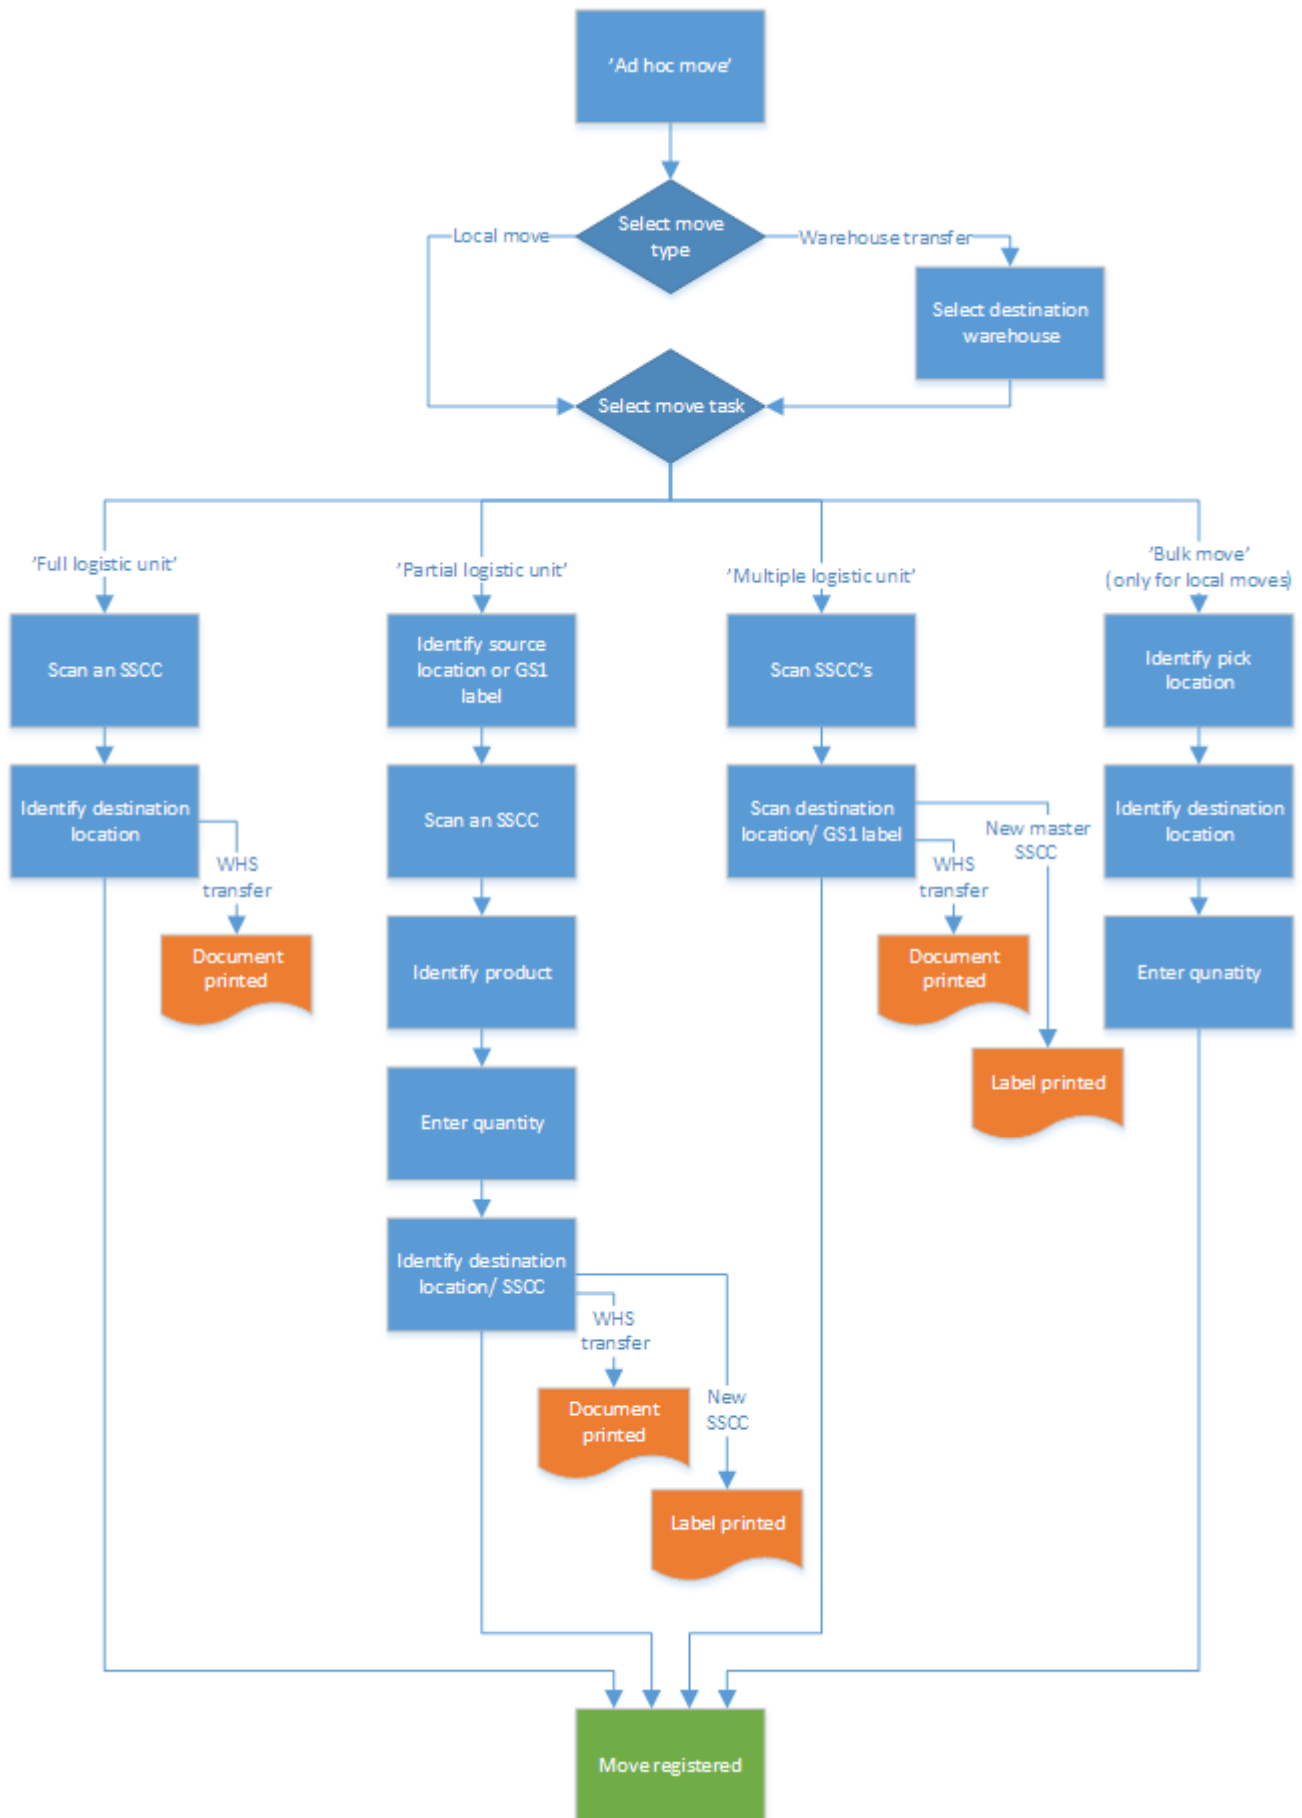 'Ad hoc move'
Select move
type
Local move
Warehouse transfer
Select destination
warehouse
Select move task
'Full logistic unit'
'Partial logistic unit'
'Multiple logistic unit'
'Bulk move'
(only for local moves)
Scan an SSCC
Identify source
location or GS1
label
Scan SSCC's
Identify pick
location
Identify destination
location
Scan an SSCC
Scan destination
location/ GS1 label
Identify destination
location
WHS
transfer
New master
SSCC
WHS
transfer
Document
printed
Identify product
Document
printed
Enter qunatity
Label printed
Enter quantity
Identify destination
location/ SSCC
WHS
transfer
New
SSCC
Document
printed
Label printed
Move registered